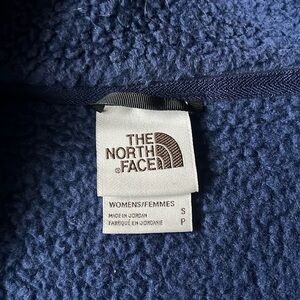 THE
NORTH
®FACE
WOMENS/FEMMES
MADE IN JORDAN S
FABRIQUÉ EN JORDANIE P